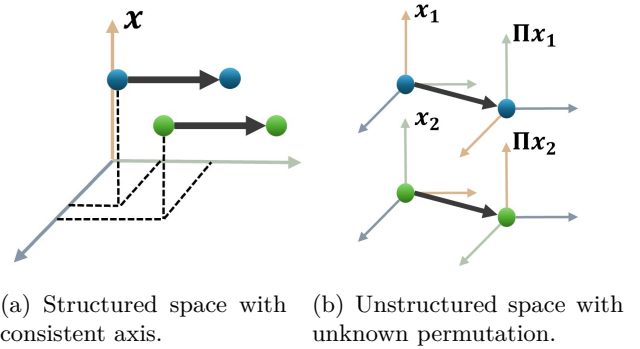 x
x₁
Πx₁
x₂
Πx₂
(a) Structured space with
consistent axis.
(b) Unstructured space with
unknown permutation.